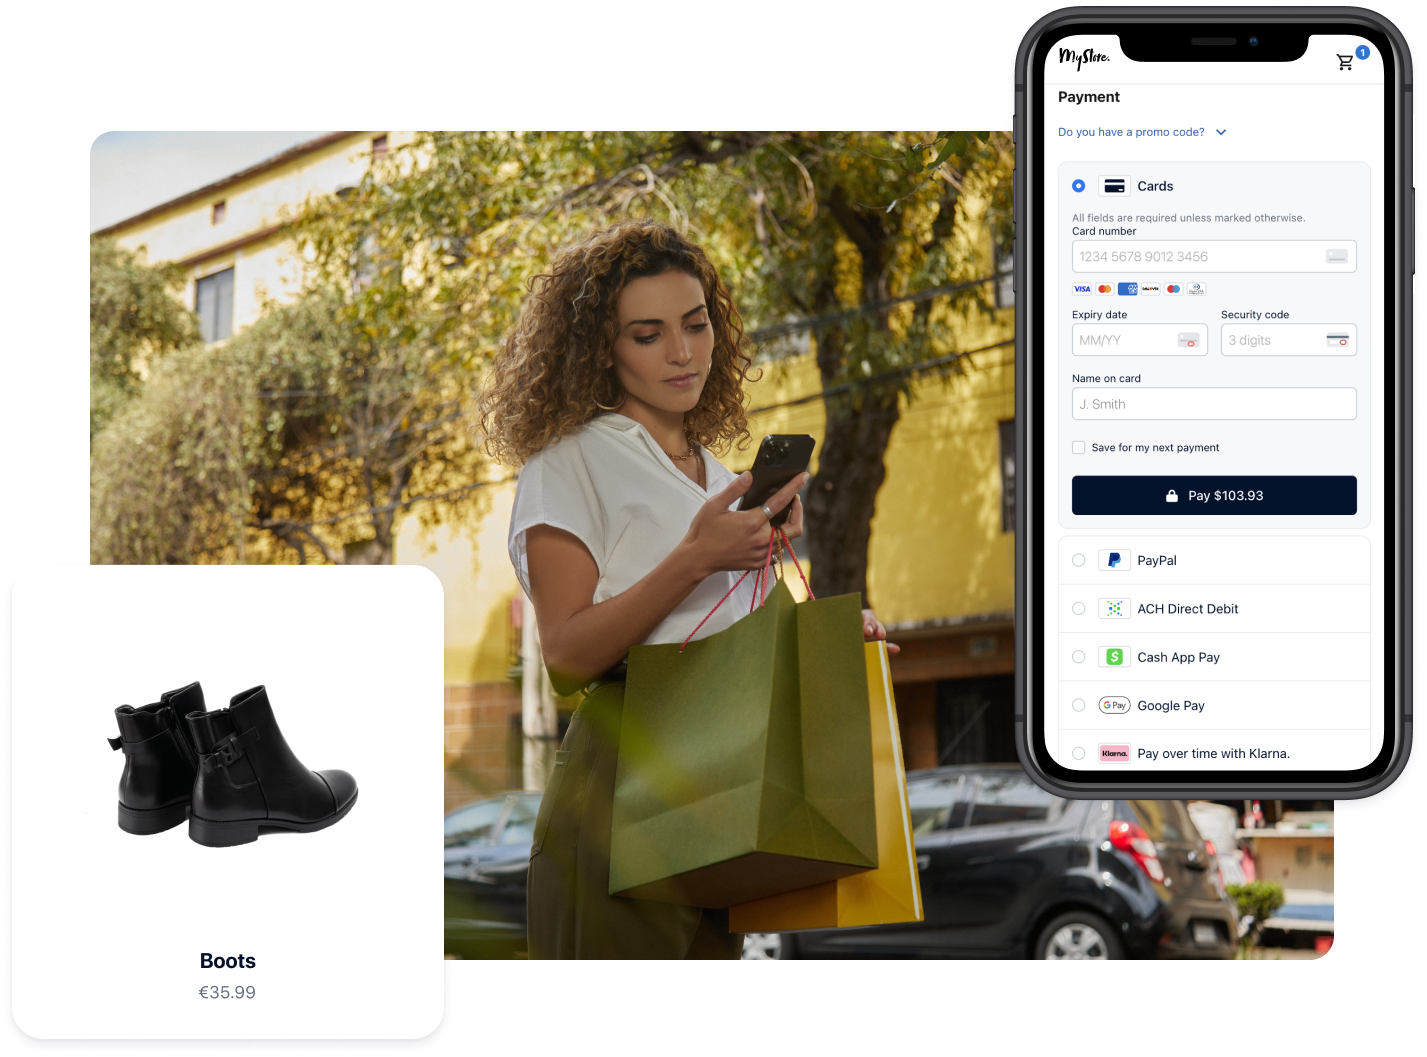 MyStore.
1
Payment
Do you have a promo code?
Cards
All fields are required unless marked otherwise.
Card number
1234 5678 9012 3456
VISA
Expiry date
Security code
MM/YY
3 digits
Name on card
J. Smith
Save for my next payment
Pay $103.93
PayPal
ACH Direct Debit
Cash App Pay
G Pay
Google Pay
Klarna.
Pay over time with Klarna.
Boots
€35.99